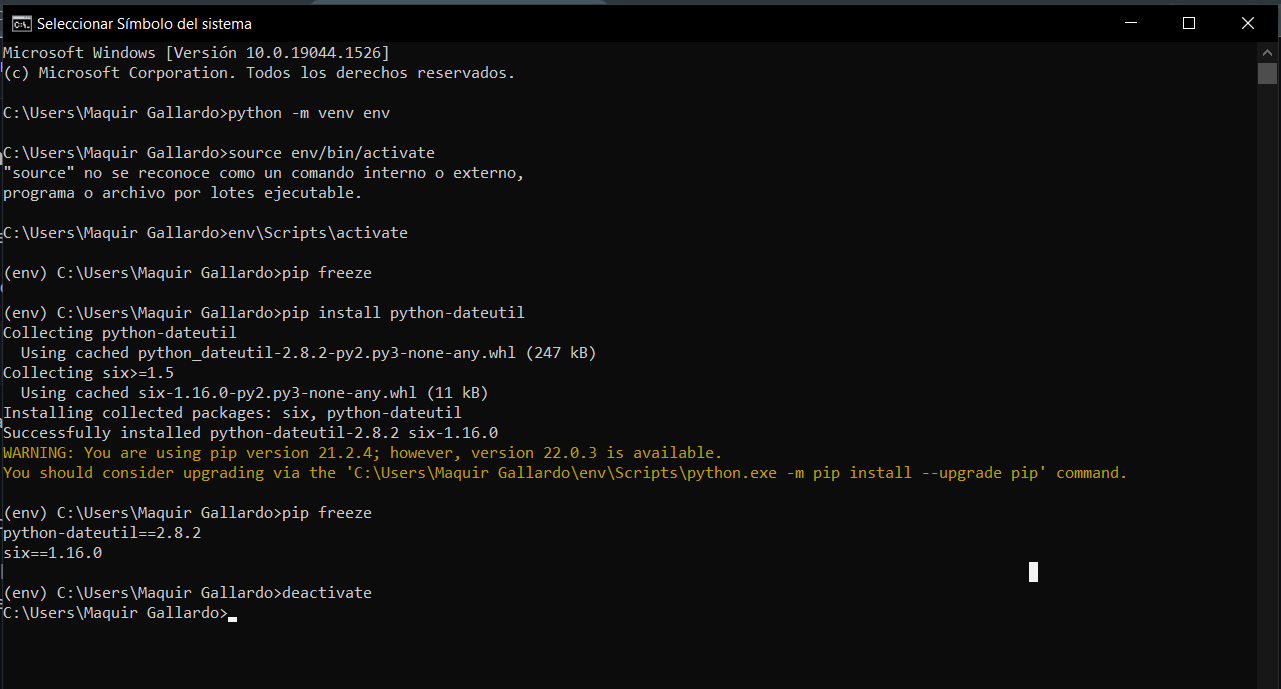 Seleccionar Símbolo del sistema
Microsoft Windows [Versión 10.0.19044.1526]
(c) Microsoft Corporation. Todos los derechos reservados.
C:\Users\Maquir Gallardo>python -m venv env
C:\Users\Maquir Gallardo>source env/bin/activate
"source" no se reconoce como un comando interno o externo,
programa o archivo por lotes ejecutable.
C:\Users\Maquir Gallardo>env\Scripts\activate
(env) C:\Users\Maquir Gallardo>pip freeze
(env) C:\Users\Maquir Gallardo>pip install python-dateutil
Collecting python-dateutil
  Using cached python_dateutil-2.8.2-py2.py3-none-any.whl (247 kB)
Collecting six>=1.5
  Using cached six-1.16.0-py2.py3-none-any.whl (11 kB)
Installing collected packages: six, python-dateutil
Successfully installed python-dateutil-2.8.2 six-1.16.0
WARNING: You are using pip version 21.2.4; however, version 22.0.3 is available.
You should consider upgrading via the 'C:\Users\Maquir Gallardo\env\Scripts\python.exe -m pip install --upgrade pip' command.
(env) C:\Users\Maquir Gallardo>pip freeze
python-dateutil==2.8.2
six==1.16.0
(env) C:\Users\Maquir Gallardo>deactivate
C:\Users\Maquir Gallardo>